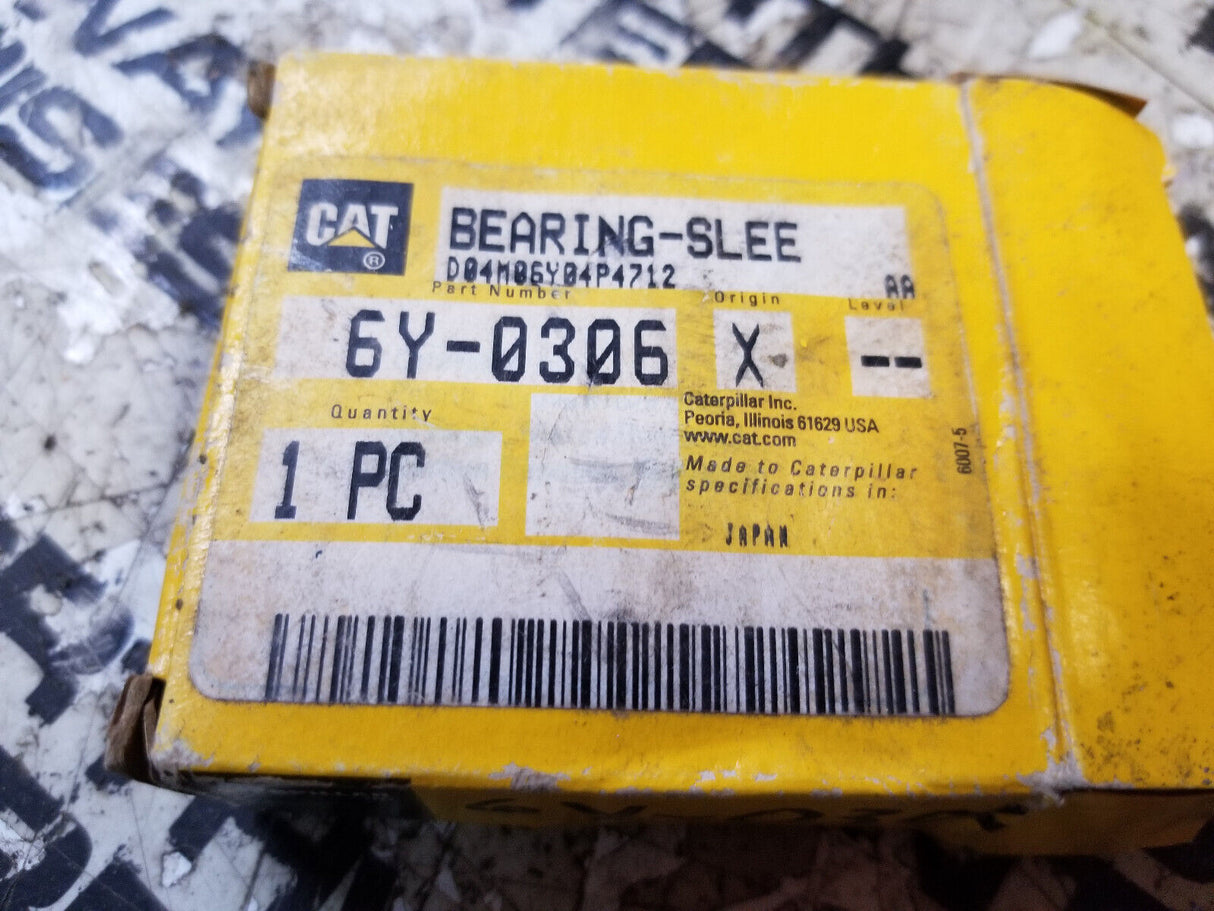 CAT
®
BEARING-SLEE
D04M06Y04P4712 AA
Part Number Origin Level
6Y-0306 X --
Quantity
1 PC
Caterpillar Inc.
Peoria, Illinois 61629 USA
www.cat.com
Made to Caterpillar
specifications in:
JAPAN
6007-5